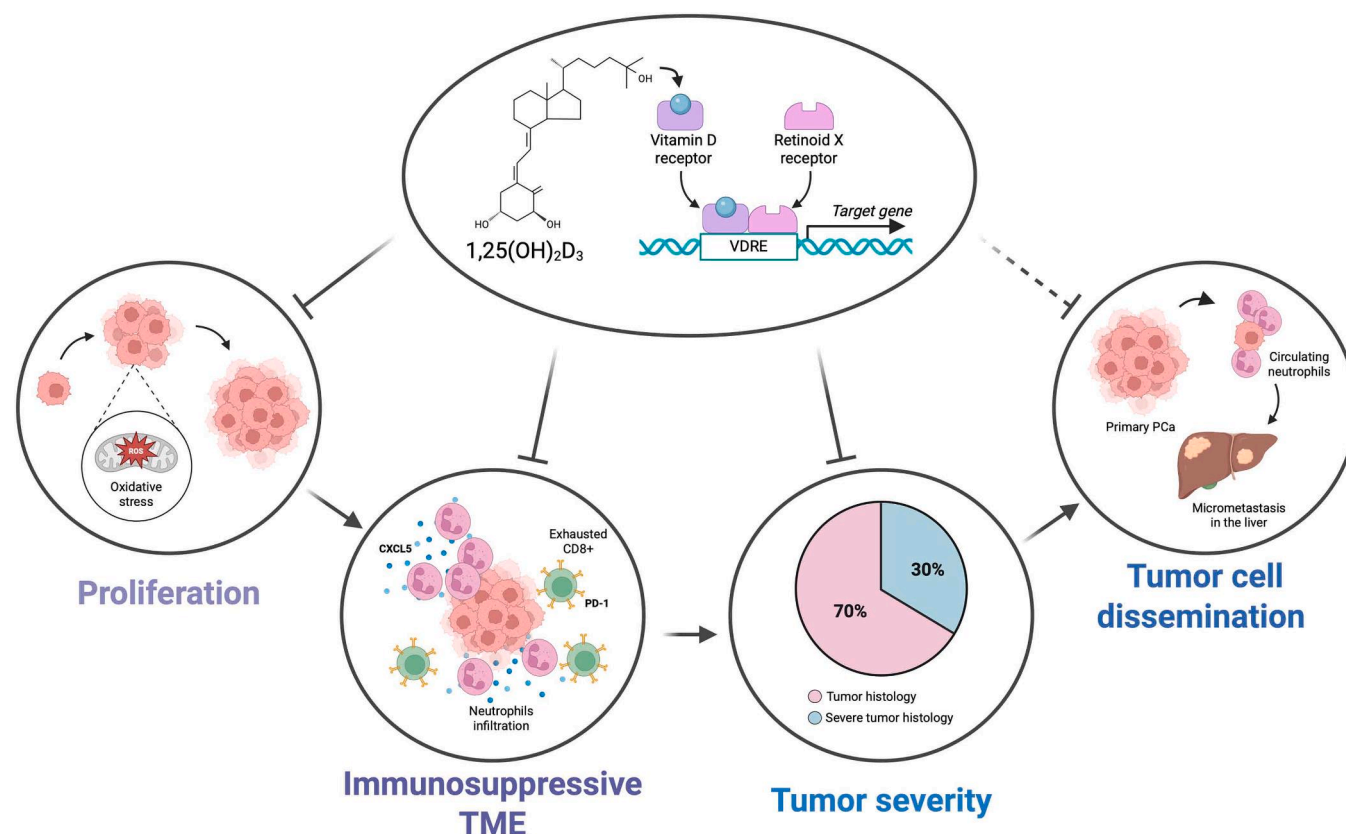 OH
HO
OH
1,25(OH)₂D₃
Vitamin D
receptor
Retinoid X
receptor
Target gene
VDRE
ROS
Oxidative
stress
Proliferation
CXCL5
Exhausted
CD8+
PD-1
Neutrophils
infiltration
Immunosuppressive
TME
30%
70%
Tumor histology
Severe tumor histology
Tumor severity
Circulating
neutrophils
Primary PCa
Micrometastasis
in the liver
Tumor cell
dissemination